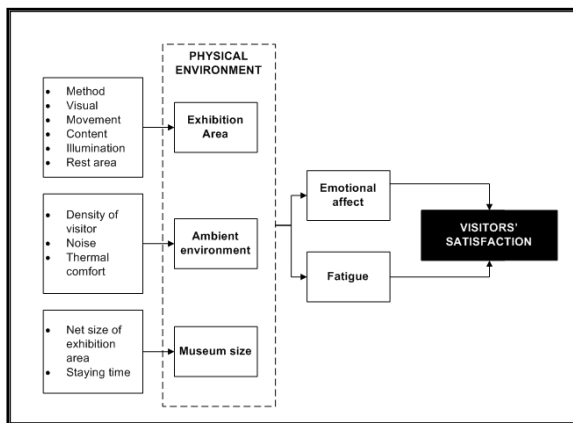 PHYSICAL
ENVIRONMENT
• Method
• Visual
• Movement
• Content
• Illumination
• Rest area
Exhibition
Area
• Density of
visitor
• Noise
• Thermal
comfort
Ambient
environment
• Net size of
exhibition
area
• Staying time
Museum size
Emotional
affect
Fatigue
VISITORS'
SATISFACTION